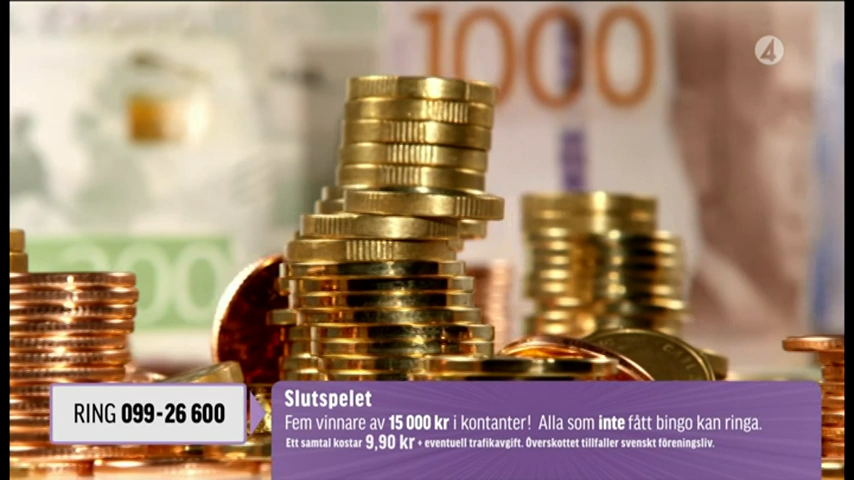 1000
4
200
RING 099-26 600
Slutspelet
Fem vinnare av 15 000 kr i kontanter! Alla som inte fått bingo kan ringa.
Ett samtal kostar 9,90 kr + eventuell trafikavgift. Överskottet tillfaller svenskt föreningsliv.